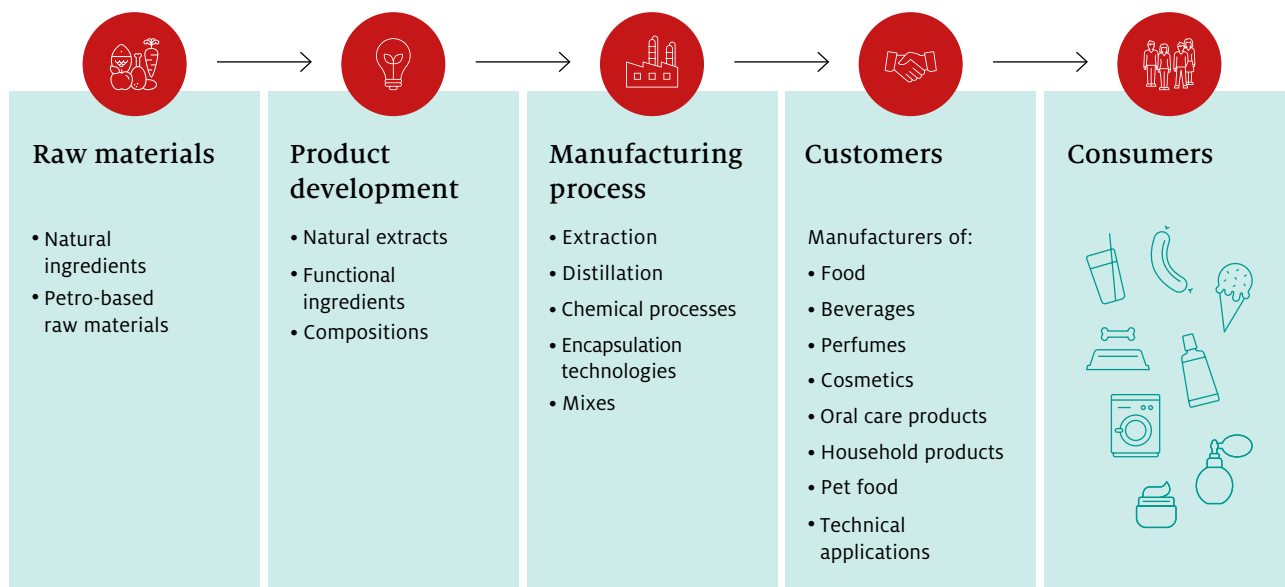 Raw materials
• Natural
ingredients
• Petro-based
raw materials
Product
development
• Natural extracts
• Functional
ingredients
• Compositions
Manufacturing
process
• Extraction
• Distillation
• Chemical processes
• Encapsulation
technologies
• Mixes
Customers
Manufacturers of:
• Food
• Beverages
• Perfumes
• Cosmetics
• Oral care products
• Household products
• Pet food
• Technical
applications
Consumers